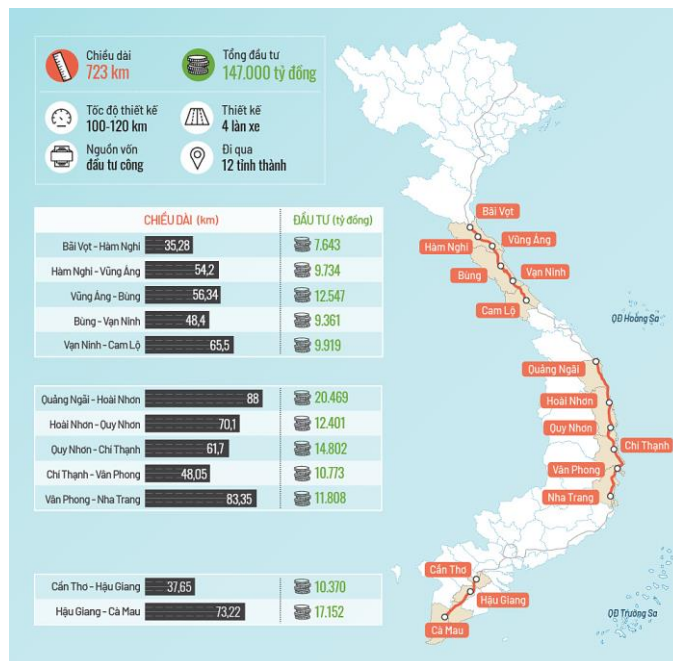 Chiều dài
723 km
Tổng đầu tư
147.000 tỷ đồng
Tốc độ thiết kế
100-120 km
Thiết kế
4 làn xe
Nguồn vốn
đầu tư công
Đi qua
12 tỉnh thành
CHIỀU DÀI (km)
ĐẦU TƯ (tỷ đồng)
Bãi Vọt - Hàm Nghi 35,28 7.643
Hàm Nghi - Vũng Áng 54,2 9.734
Vũng Áng - Bùng 56,34 12.547
Bùng - Vạn Ninh 48,4 9.361
Vạn Ninh - Cam Lộ 65,5 9.919
Quảng Ngãi - Hoài Nhơn 88 20.469
Hoài Nhơn - Quy Nhơn 70,1 12.401
Quy Nhơn - Chí Thạnh 61,7 14.802
Chí Thạnh - Vân Phong 48,05 10.773
Vân Phong - Nha Trang 83,35 11.808
Cần Thơ - Hậu Giang 37,65 10.370
Hậu Giang - Cà Mau 73,22 17.152
Bãi Vọt
Hàm Nghi
Vũng Áng
Bùng
Vạn Ninh
Cam Lộ
QĐ Hoàng Sa
Quảng Ngãi
Hoài Nhơn
Quy Nhơn
Chí Thạnh
Vân Phong
Nha Trang
Cần Thơ
Hậu Giang
Cà Mau
QĐ Trường Sa